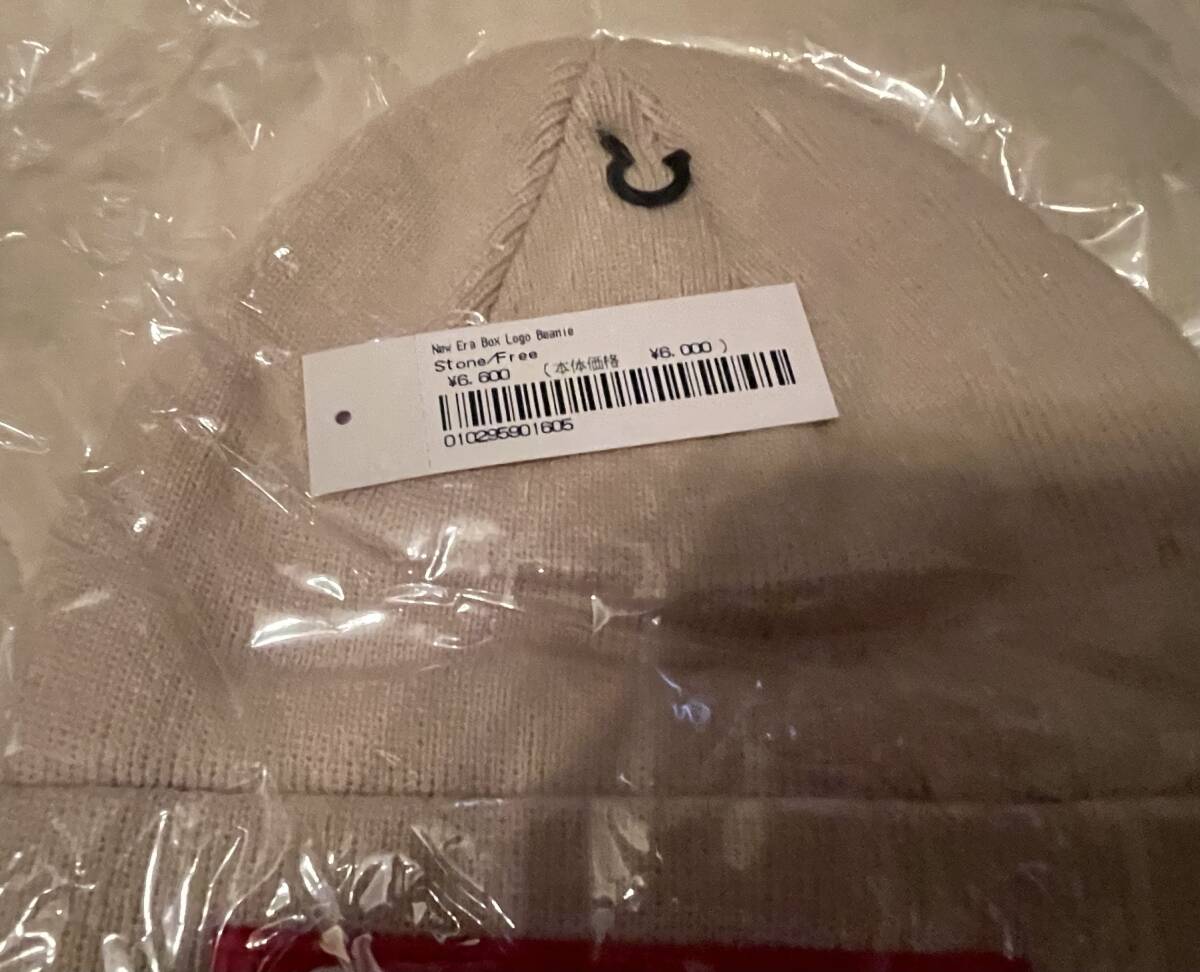 New Era Box Logo Beanie
Stone/Free
¥6.600 (本体価格 ¥6.000)
010295901605